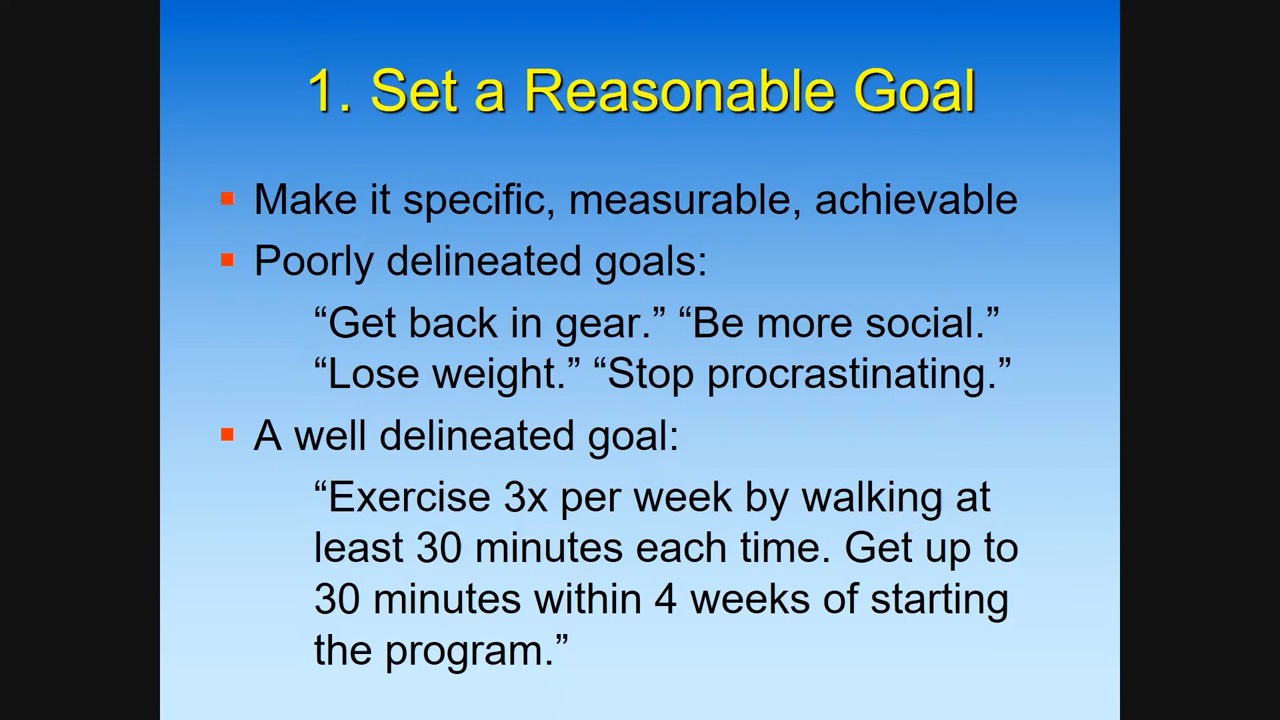 1. Set a Reasonable Goal
Make it specific, measurable, achievable
Poorly delineated goals:
“Get back in gear.” “Be more social.”
“Lose weight.” “Stop procrastinating.”
A well delineated goal:
“Exercise 3x per week by walking at
least 30 minutes each time. Get up to
30 minutes within 4 weeks of starting
the program.”